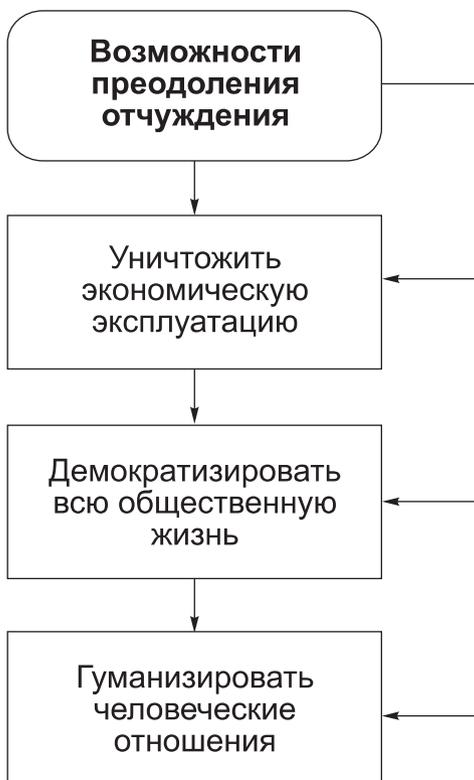 Возможности
преодоления
отчуждения
Уничтожить
экономическую
эксплуатацию
Демократизировать
всю общественную
жизнь
Гуманизировать
человеческие
отношения